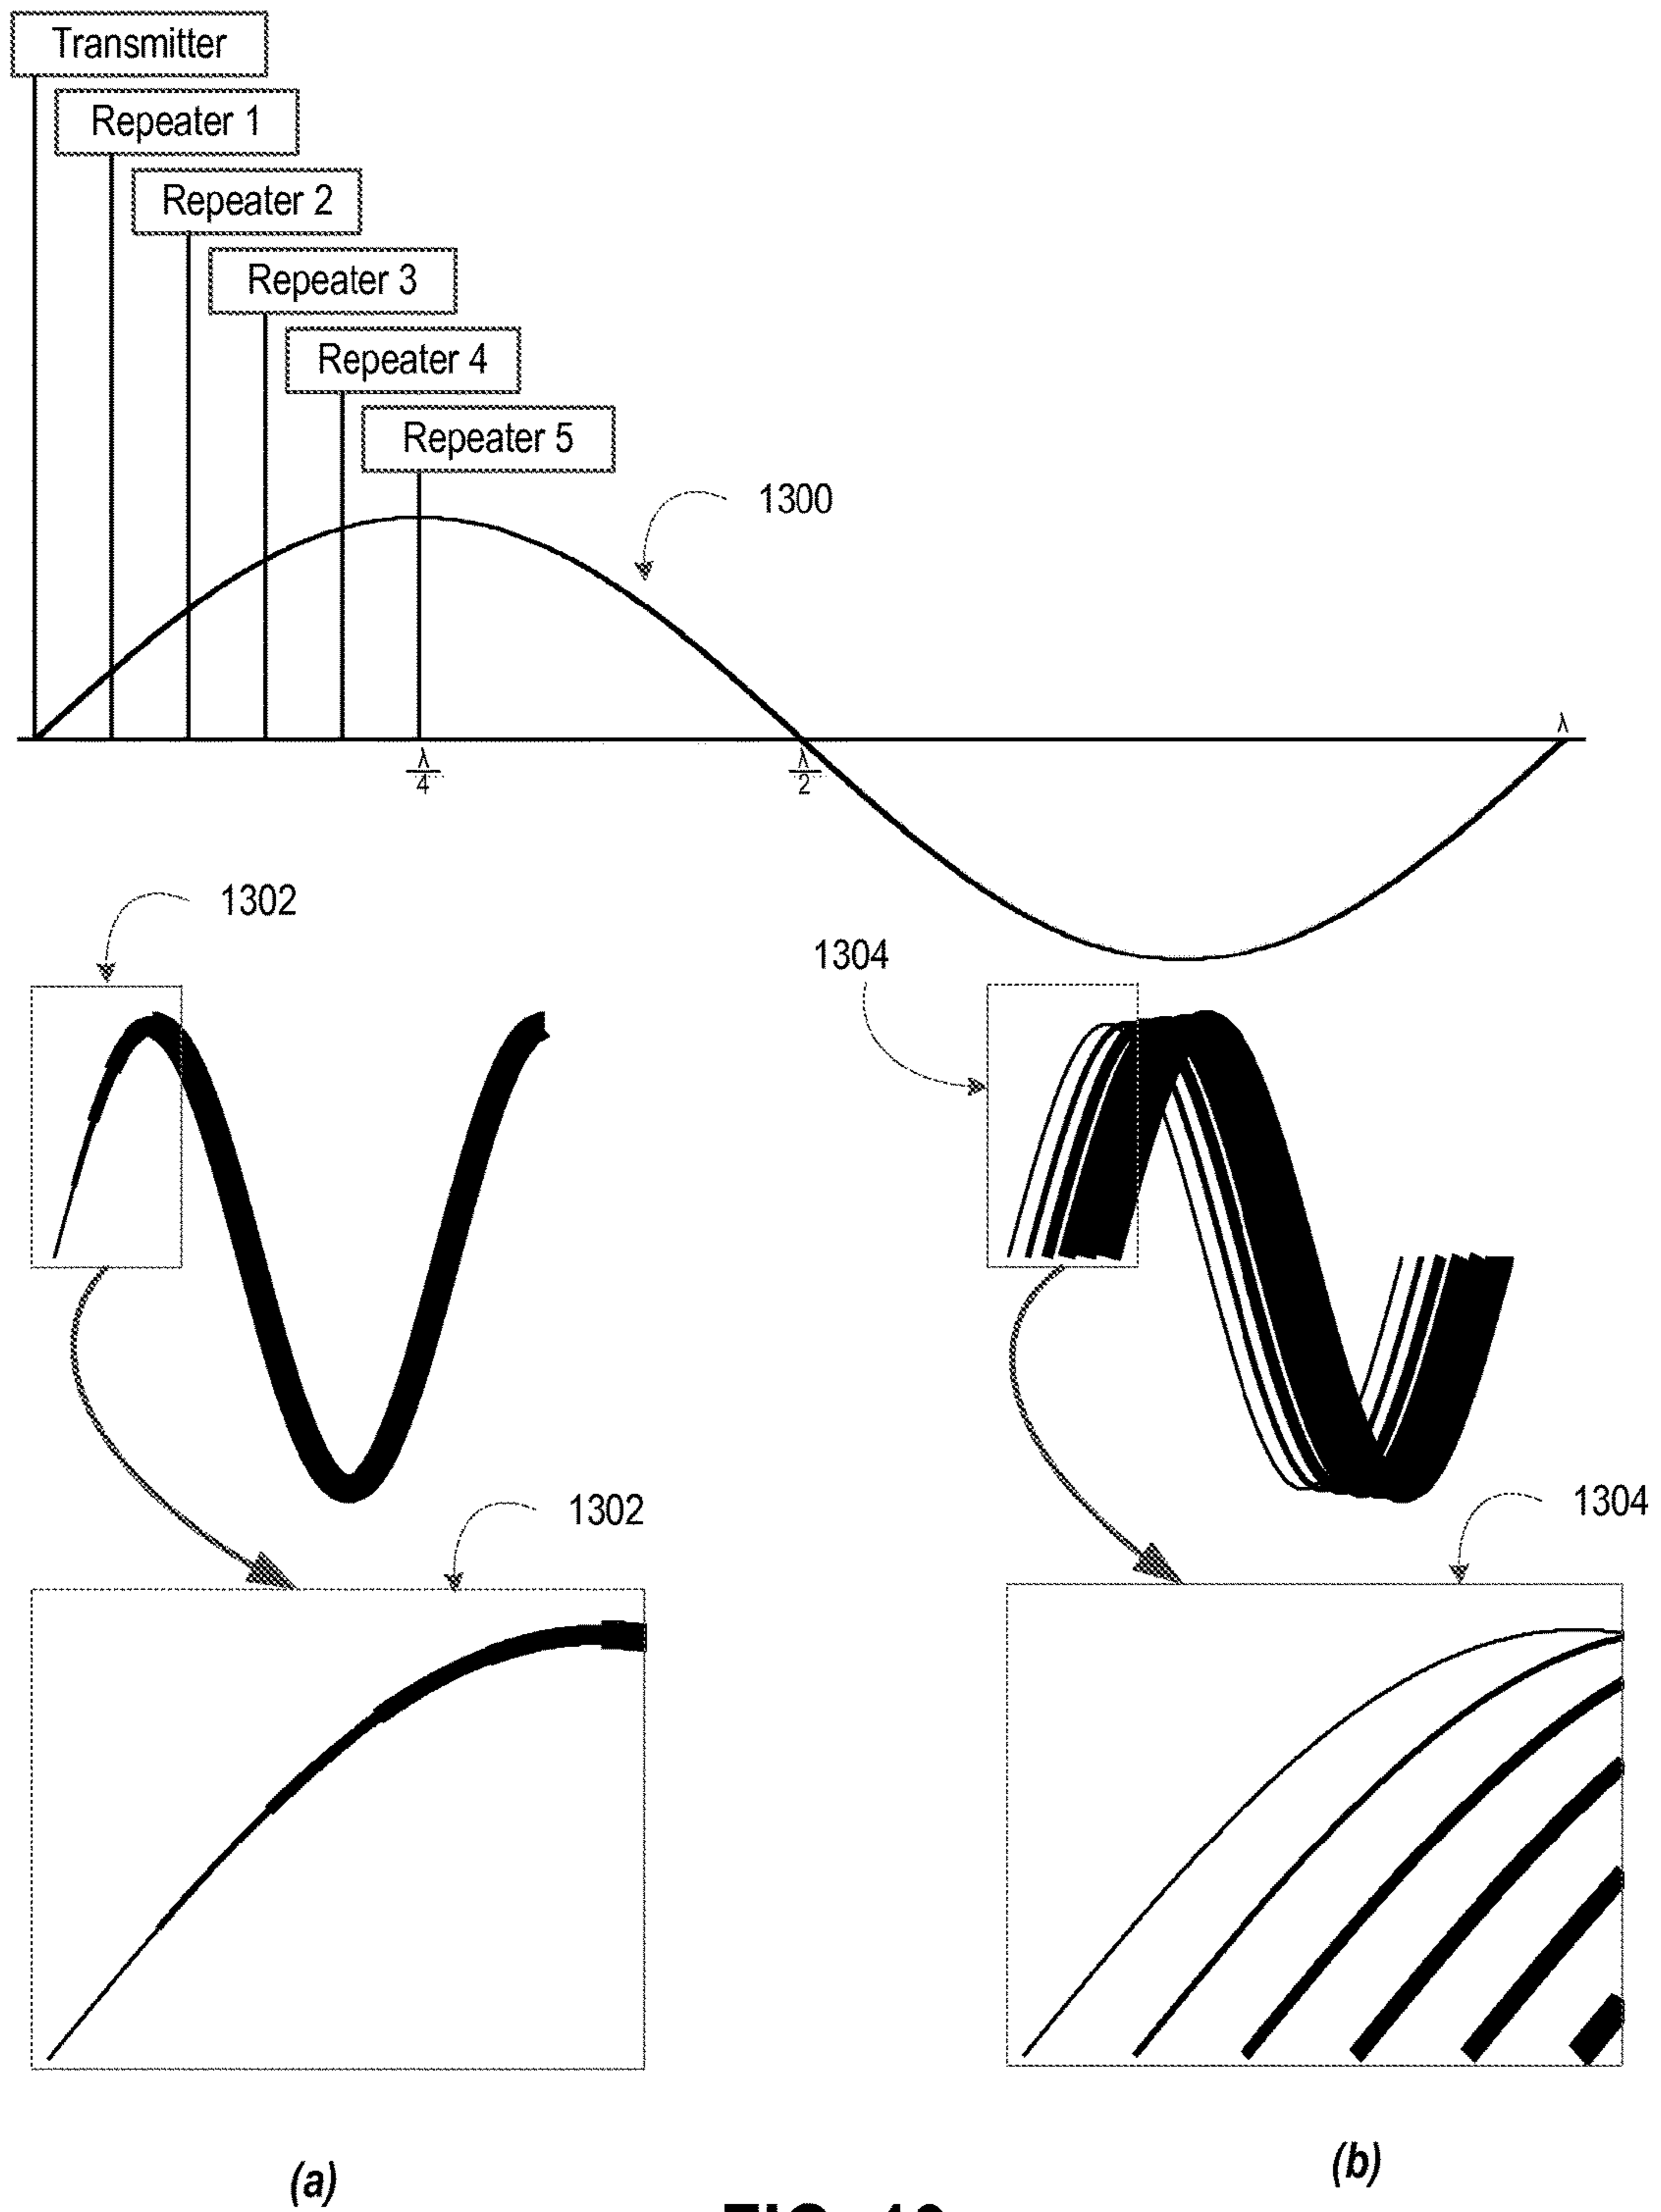 Transmitter
Repeater 1
Repeater 2
Repeater 3
Repeater 4
Repeater 5
1300
λ
λ
4
λ
2
1302
1304
1302
1304
(a)
(b)